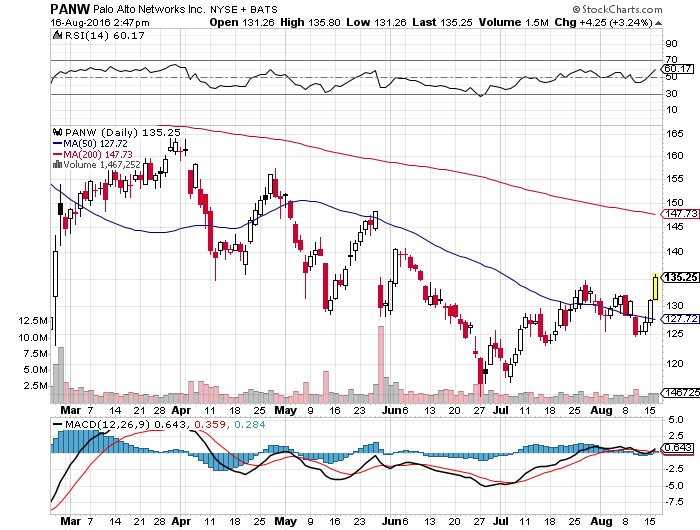 PANW Palo Alto Networks Inc. NYSE + BATS © StockCharts.com
16-Aug-2016 2:47pm Open 131.26 High 135.80 Low 131.26 Last 135.25 Volume 1.5M Chg +4.25 (+3.24%)
RSI(14) 60.17
90
70
60.17
50
30
10
PANW (Daily) 135.25
MA(50) 127.72
MA(200) 147.73
Volume 1,467,252
165
160
155
150
147.73
145
140
135.25
130
127.72
125
120
1467252
12.5M
10.0M
7.5M
5.0M
2.5M
Mar 7 14 21 28 Apr 11 18 25 May 9 16 23 Jun 6 13 20 27 Jul 11 18 25 Aug 8 15
MACD(12,26,9) 0.643, 0.359, 0.284
5.0
2.5
0.643
-2.5
-5.0
-7.5
Mar 7 14 21 28 Apr 11 18 25 May 9 16 23 Jun 6 13 20 27 Jul 11 18 25 Aug 8 15